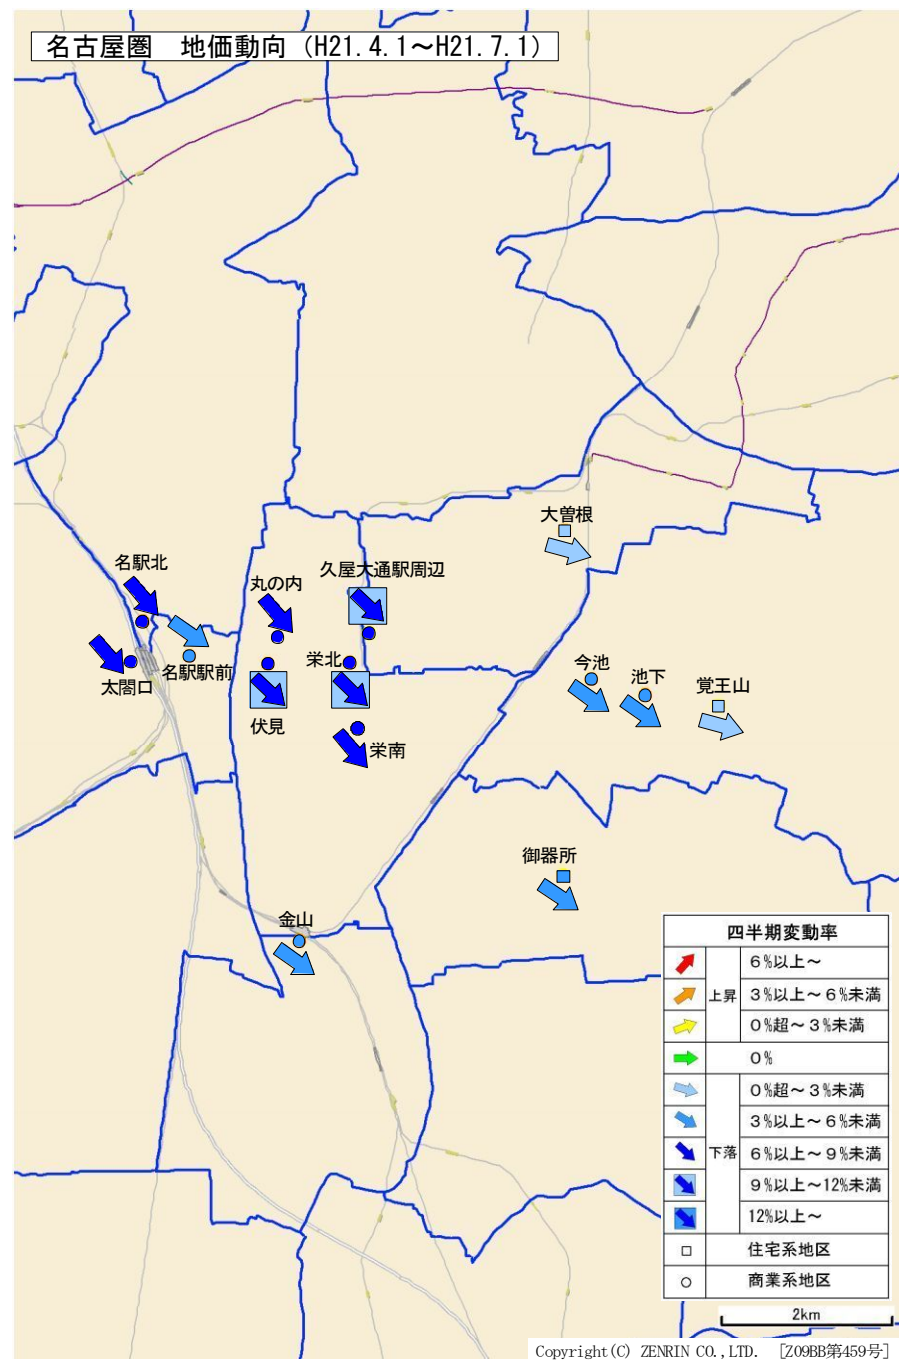 名古屋圏　地価動向（H21.4.1～H21.7.1）
大曽根
名駅北
丸の内
久屋大通駅周辺
太閤口
名駅駅前
伏見
栄北
栄南
今池
池下
覚王山
御器所
金山
四半期変動率
上昇
６％以上～
３％以上～６％未満
０％超～３％未満
０％
下落
０％超～３％未満
３％以上～６％未満
６％以上～９％未満
９％以上～12％未満
12％以上～
住宅系地区
商業系地区
2km
Copyright(C) ZENRIN CO.,LTD. [Z09BB第459号]